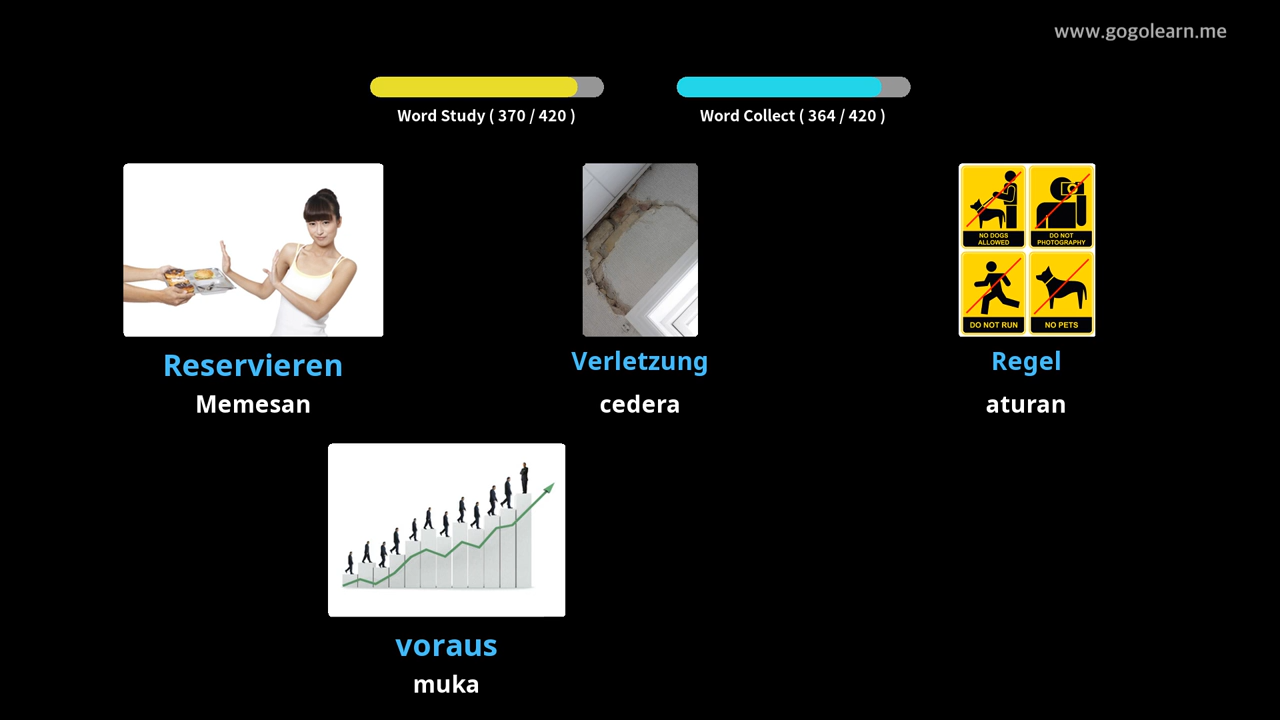 www.gogolearn.me
Word Study ( 370 / 420 )
Word Collect ( 364 / 420 )
NO DOGS
ALLOWED
DO NOT
PHOTOGRAPHY
DO NOT RUN
NO PETS
Reservieren
Verletzung
Regel
Memesan
cedera
aturan
voraus
muka